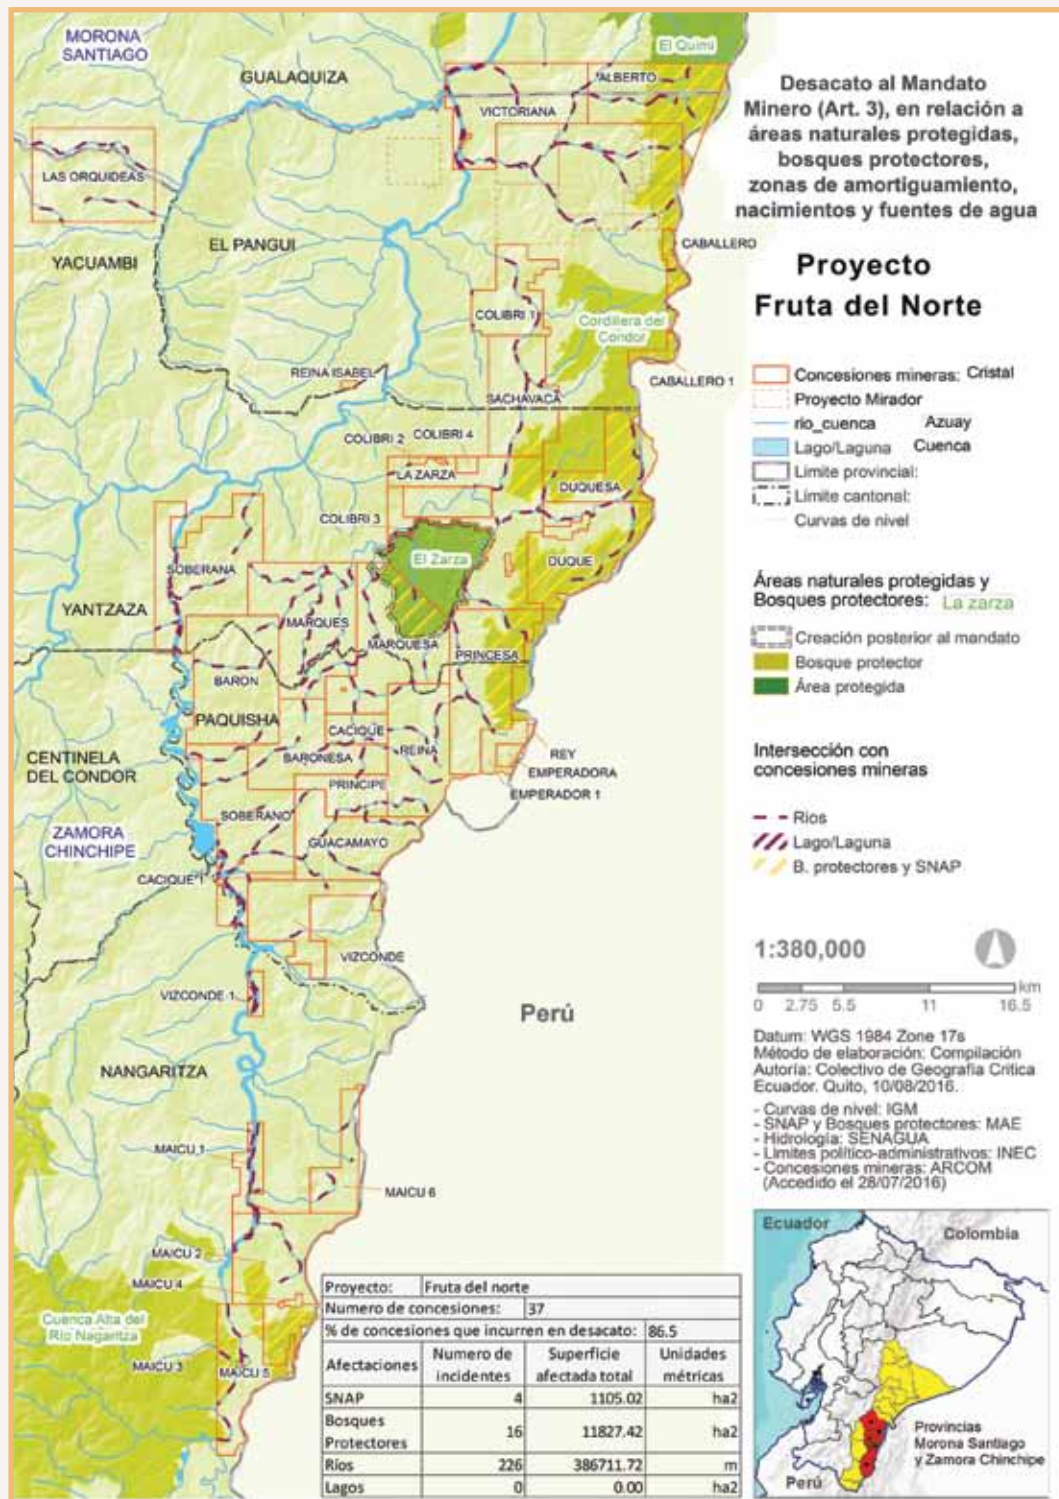 MORONA
SANTIAGO
GUALAQUIZA
El Quimi
ALBERTO
VICTORIANA
LAS ORQUIDEAS
EL PANGUI
YACUAMBI
CABALLERO
COLIBRI 1
Cordillera del
Condor
REINA ISABEL
CABALLERO 1
SACHAVACA
COLIBRI 2
COLIBRI 4
LA ZARZA
DUQUESA
COLIBRI 3
El Zarza
DUQUE
SOBERANA
YANTZAZA
MARQUES
MARQUESA
PRINCESA
BARON
PAQUISHA
CACIQUE
REINA
BARONESA
REY
CENTINELA
DEL CONDOR
EMPERADORA
PRINCIPE
EMPERADOR 1
SOBERANO
ZAMORA
CHINCHIPE
GUACAMAYO
CACIQUE 1
VIZCONDE
VIZCONDE 1
Perú
NANGARITZA
MAICU 1
MAICU 6
MAICU 2
MAICU 4
Cuenca Alta del
Río Nagaritza
MAICU 3
MAICU 5
Desacato al Mandato
Minero (Art. 3), en relación a
áreas naturales protegidas,
bosques protectores,
zonas de amortiguamiento,
nacimientos y fuentes de agua
Proyecto
Fruta del Norte
Concesiones mineras: Cristal
Proyecto Mirador
río_cuenca Azuay
Lago/Laguna Cuenca
Limite provincial:
Limite cantonal:
Curvas de nivel
Áreas naturales protegidas y
Bosques protectores: La zarza
Creación posterior al mandato
Bosque protector
Área protegida
Intersección con
concesiones mineras
Rios
Lago/Laguna
B. protectores y SNAP
1:380,000
km
0 2.75 5.5 11 16.5
Datum: WGS 1984 Zone 17s
Método de elaboración: Compilación
Autoría: Colectivo de Geografía Crítica
Ecuador. Quito, 10/08/2016.
- Curvas de nivel: IGM
- SNAP y Bosques protectores: MAE
- Hidrología: SENAGUA
- Limites político-administrativos: INEC
- Concesiones mineras: ARCOM
(Accedido el 28/07/2016)
Proyecto: Fruta del norte
Numero de concesiones: 37
% de concesiones que incurren en desacato: 86.5
Afectaciones Numero de incidentes Superficie afectada total Unidades métricas
SNAP 4 1105.02 ha2
Bosques Protectores 16 11827.42 ha2
Ríos 226 386711.72 m
Lagos 0 0.00 ha2
Ecuador
Colombia
Provincias
Morona Santiago
y Zamora Chinchipe
Perú